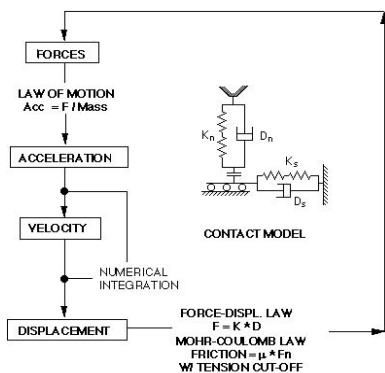 FORCES
LAW OF MOTION
Acc = F / Mass
ACCELERATION
VELOCITY
NUMERICAL
INTEGRATION
DISPLACEMENT
Kn
Dn
Ks
Ds
CONTACT MODEL
FORCE-DISPL. LAW
F = K * D
MOHR-COULOMB LAW
FRICTION = μ * Fn
W/ TENSION CUT-OFF